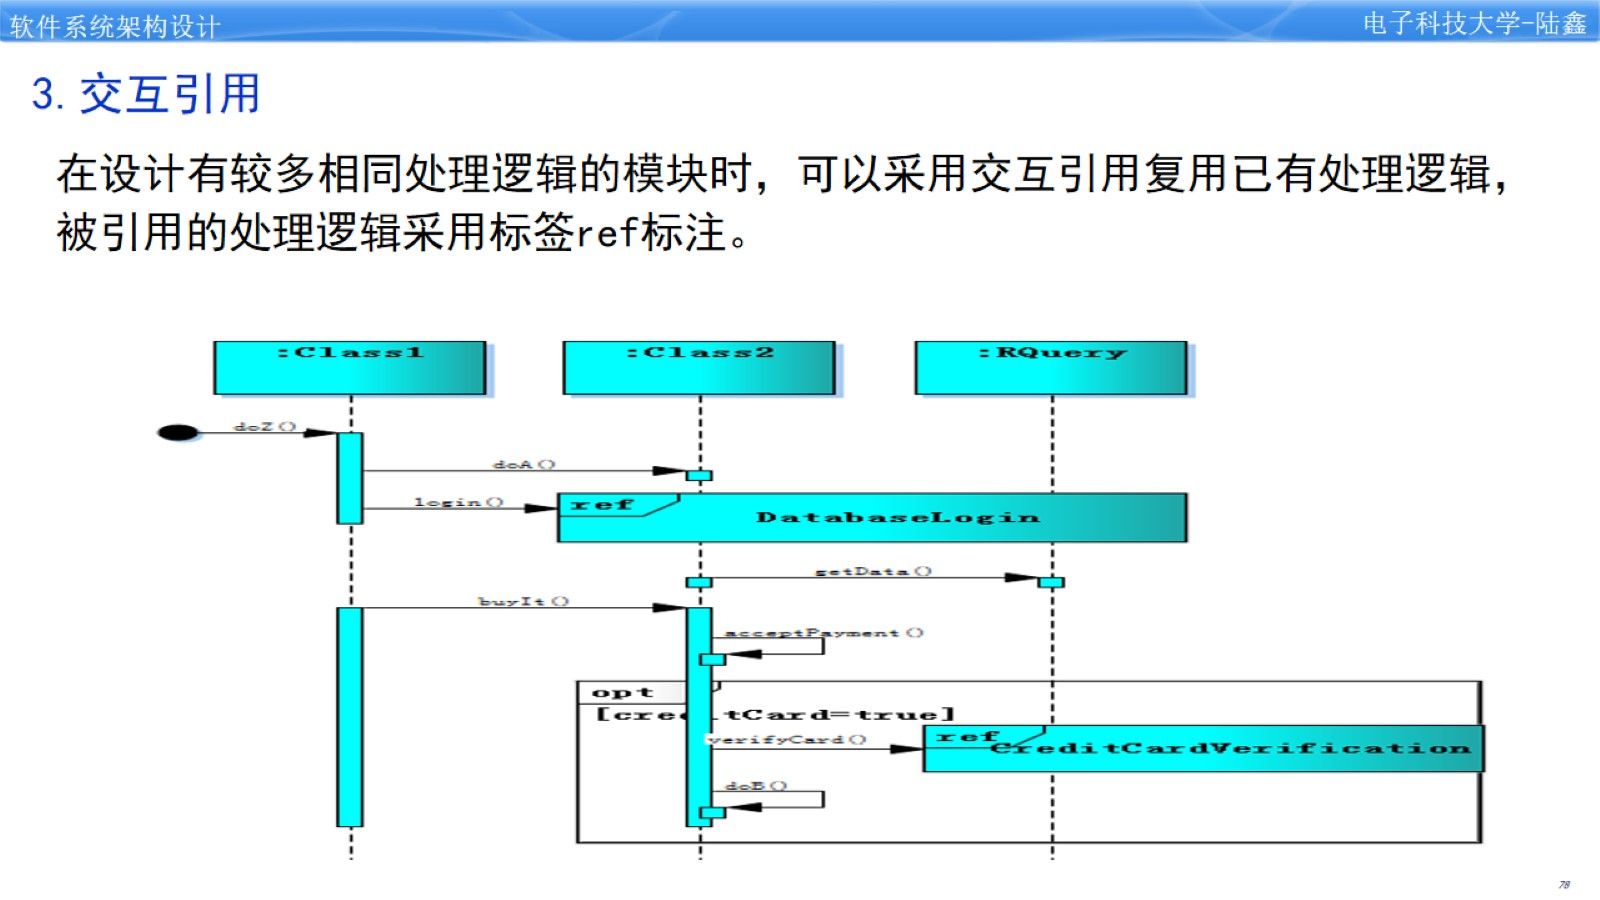 软件系统架构设计
电子科技大学-陆鑫
3.交互引用
在设计有较多相同处理逻辑的模块时，可以采用交互引用复用已有处理逻辑，
被引用的处理逻辑采用标签ref标注。
:Class1
:Class2
:RQuery
doZ()
doA()
login()
ref
DatabaseLogin
getData()
buyIt()
acceptPayment()
opt
[creditCard=true]
verifyCard()
ref
CreditCardVerification
doB()
78